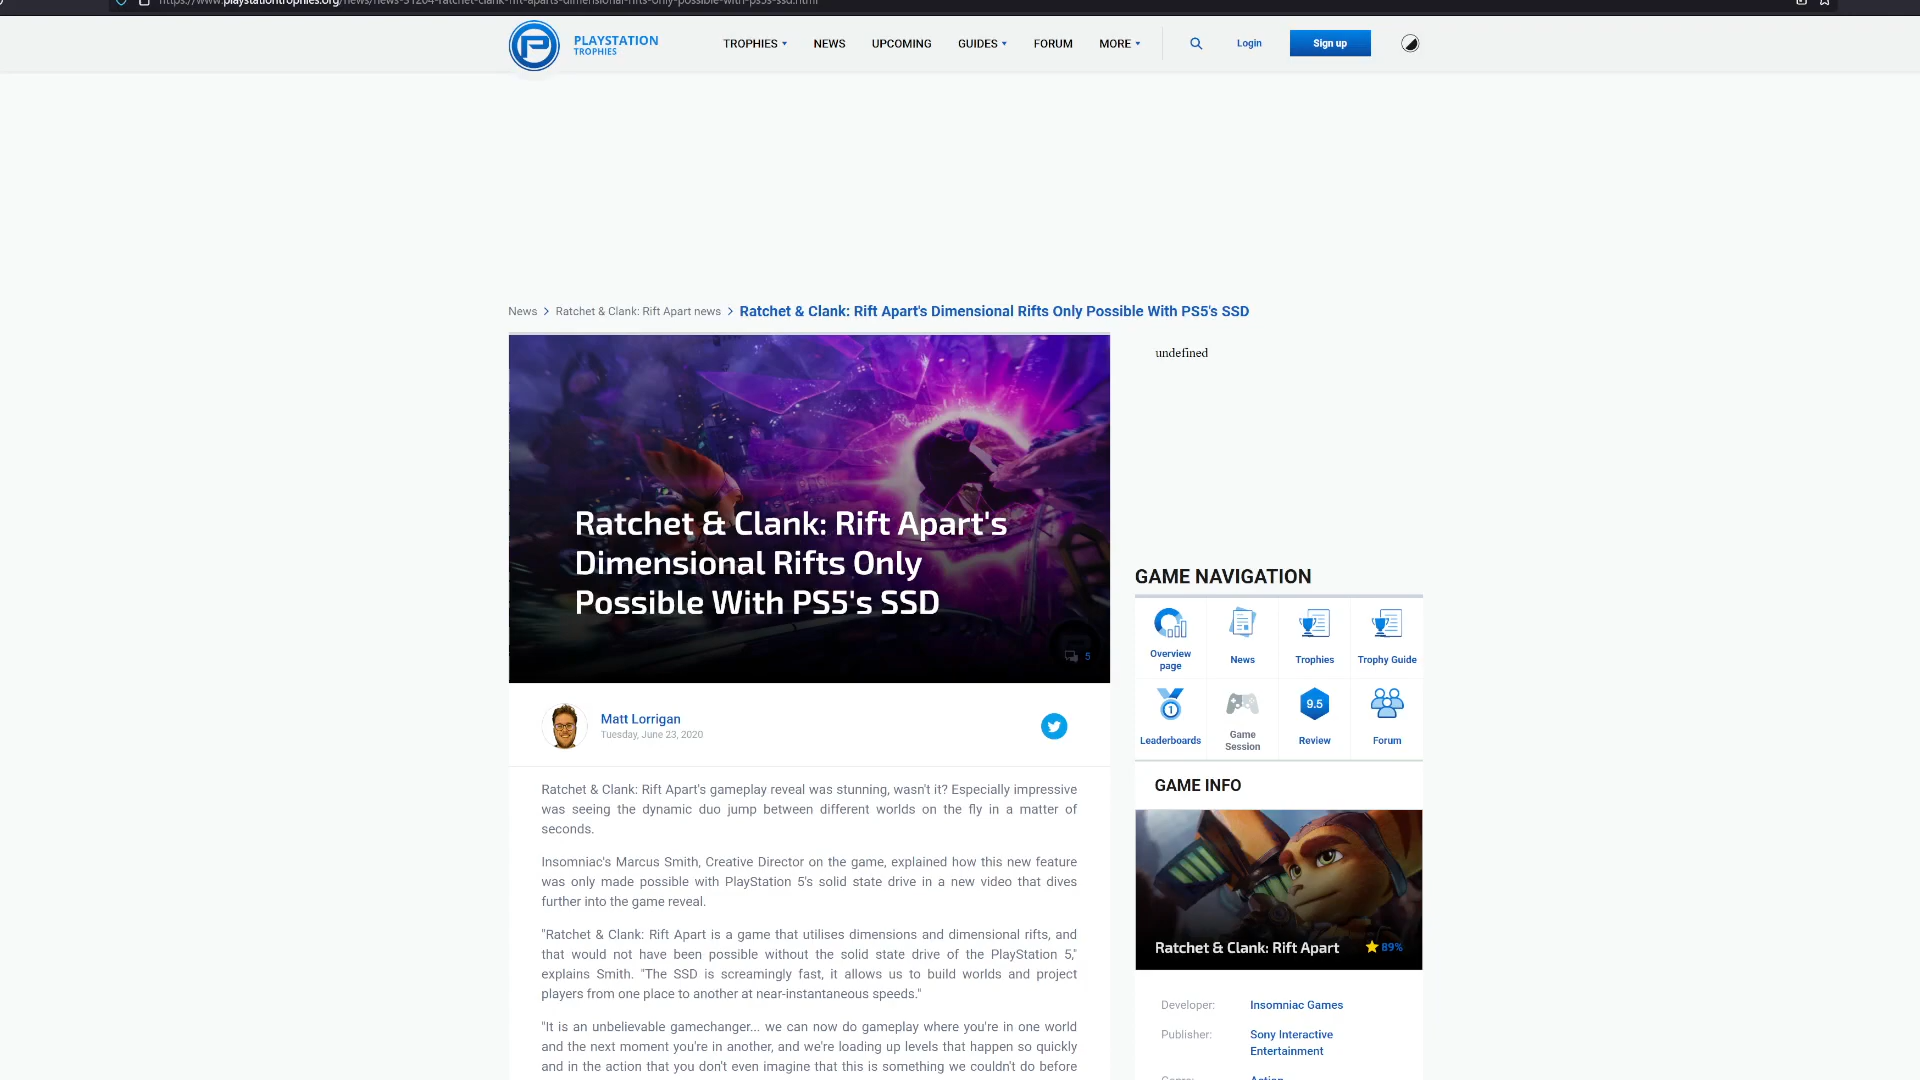 https://www.playstationtrophies.org/news/news-31204-ratchet-clank-rift-aparts-dimensional-rifts-only-possible-with-ps5s-ssd.html
PLAYSTATION
TROPHIES
TROPHIES
NEWS
UPCOMING
GUIDES
FORUM
MORE
Login
Sign up
News > Ratchet & Clank: Rift Apart news > Ratchet & Clank: Rift Apart's Dimensional Rifts Only Possible With PS5's SSD
undefined
Ratchet & Clank: Rift Apart's
Dimensional Rifts Only
Possible With PS5's SSD
5
Matt Lorrigan
Tuesday, June 23, 2020
Ratchet & Clank: Rift Apart's gameplay reveal was stunning, wasn't it? Especially impressive
was seeing the dynamic duo jump between different worlds on the fly in a matter of
seconds.
Insomniac's Marcus Smith, Creative Director on the game, explained how this new feature
was only made possible with PlayStation 5's solid state drive in a new video that dives
further into the game reveal.
"Ratchet & Clank: Rift Apart is a game that utilises dimensions and dimensional rifts, and
that would not have been possible without the solid state drive of the PlayStation 5,"
explains Smith. "The SSD is screamingly fast, it allows us to build worlds and project
players from one place to another at near-instantaneous speeds."
"It is an unbelievable gamechanger... we can now do gameplay where you're in one world
and the next moment you're in another, and we're loading up levels that happen so quickly
and in the action that you don't even imagine that this is something we couldn't do before
GAME NAVIGATION
Overview
page
News
Trophies
Trophy Guide
1
9.5
Leaderboards
Game
Session
Review
Forum
GAME INFO
Ratchet & Clank: Rift Apart
89%
Developer:
Insomniac Games
Publisher:
Sony Interactive
Entertainment
Genre:
Action